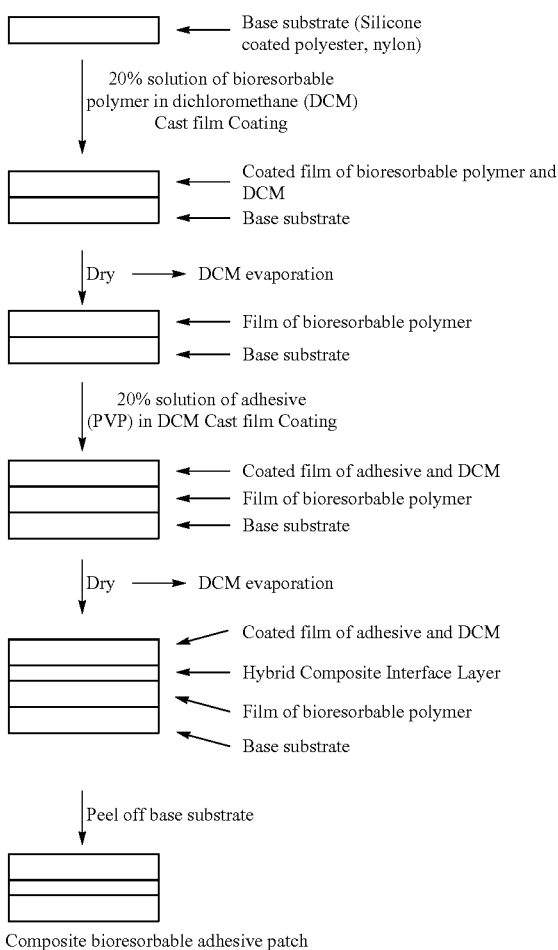 Base substrate (Silicone
coated polyester, nylon)
20% solution of bioresorbable
polymer in dichloromethane (DCM)
Cast film Coating
Coated film of bioresorbable polymer and
DCM
Base substrate
Dry
DCM evaporation
Film of bioresorbable polymer
Base substrate
20% solution of adhesive
(PVP) in DCM Cast film Coating
Coated film of adhesive and DCM
Film of bioresorbable polymer
Base substrate
Dry
DCM evaporation
Coated film of adhesive and DCM
Hybrid Composite Interface Layer
Film of bioresorbable polymer
Base substrate
Peel off base substrate
Composite bioresorbable adhesive patch